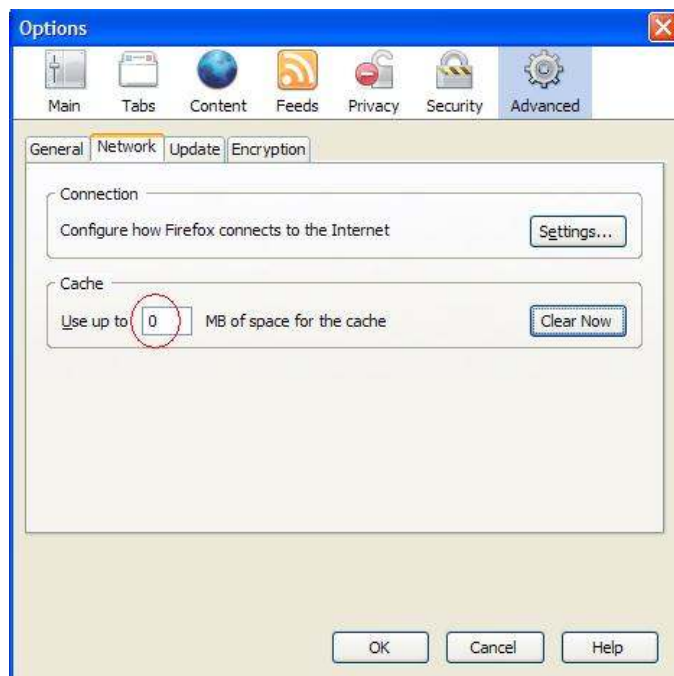 Options
Main Tabs Content Feeds Privacy Security Advanced
General Network Update Encryption
Connection
Configure how Firefox connects to the Internet Settings...
Cache
Use up to 0 MB of space for the cache Clear Now
OK Cancel Help